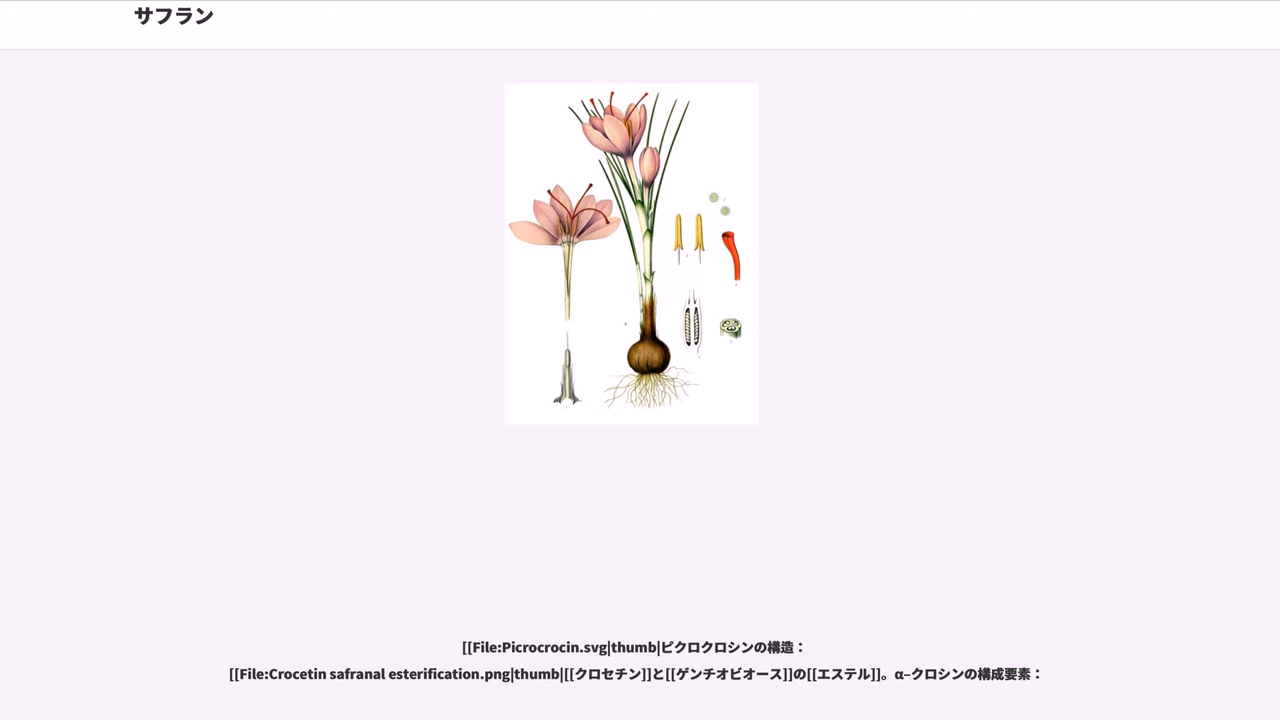 サフラン
[[File:Picrocrocin.svg|thumb|ピクロクロシンの構造：
[[File:Crocetin safranal esterification.png|thumb|[[クロセチン]]と[[ゲンチオビオース]]の[[エステル]]。α–クロシンの構成要素：